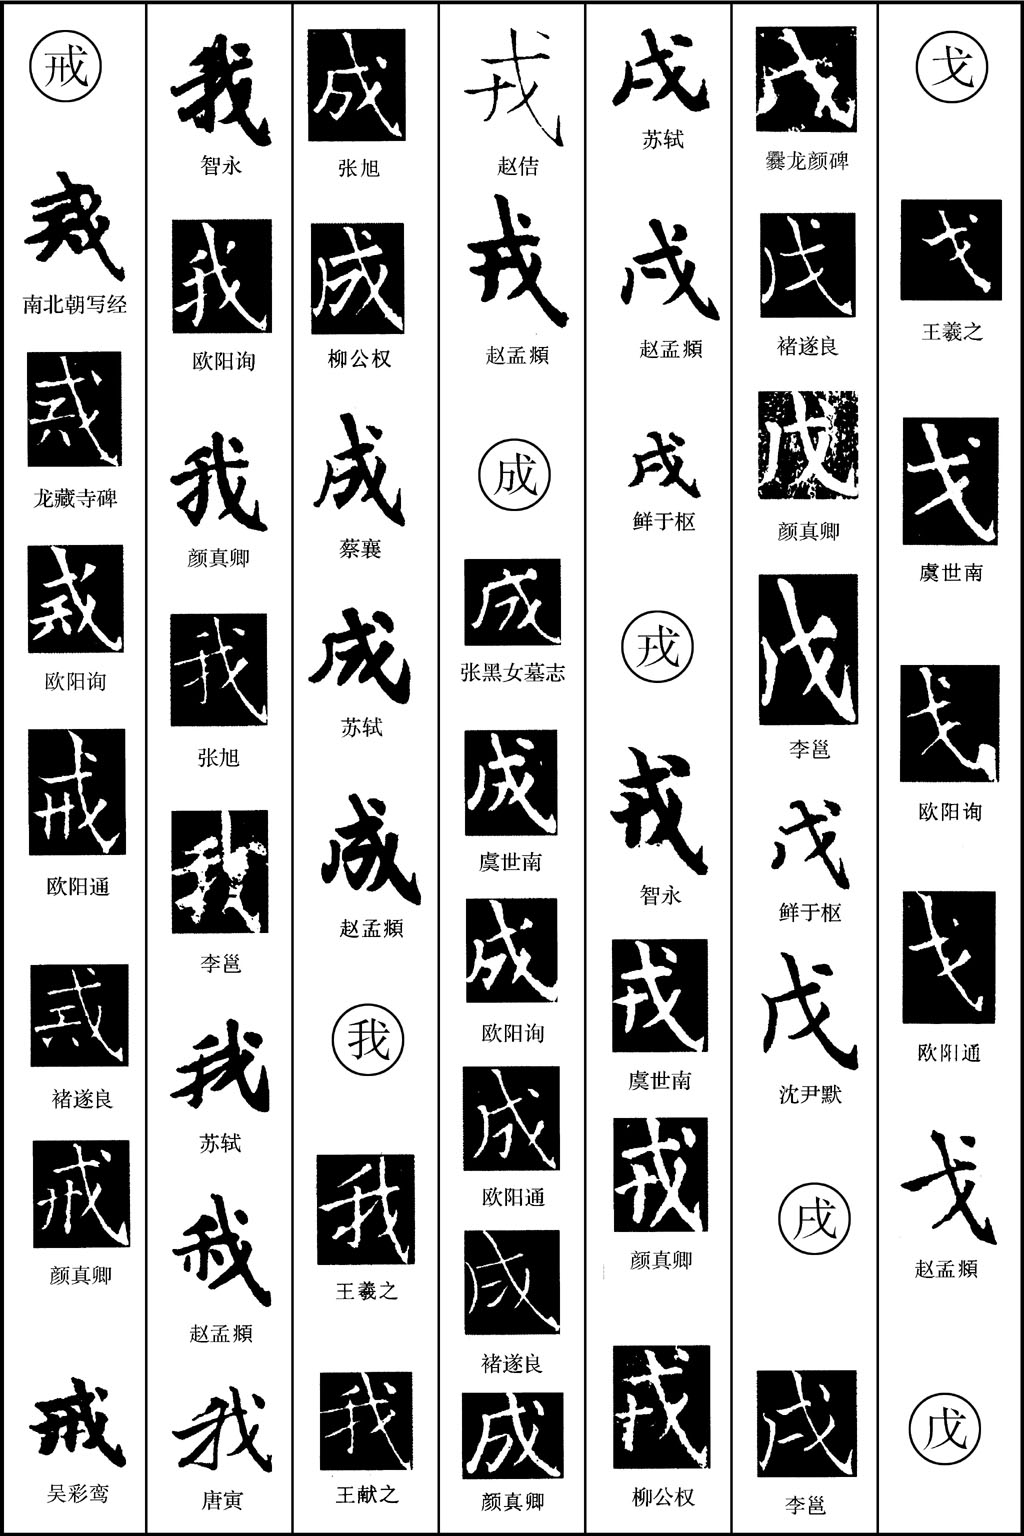 戈
戈
王羲之
戈
虞世南
戈
欧阳询
戈
欧阳通
戈
赵孟頫
戊
戊
爨龙颜碑
戊
褚遂良
戊
颜真卿
戊
李邕
戊
鲜于枢
戊
沈尹默
戌
戌
李邕
戌
苏轼
戌
赵孟頫
戌
鲜于枢
戎
戎
智永
戎
虞世南
戎
颜真卿
戎
柳公权
戎
赵佶
戎
赵孟頫
成
成
张黑女墓志
成
虞世南
成
欧阳询
成
欧阳通
成
褚遂良
成
颜真卿
成
张旭
成
柳公权
成
蔡襄
成
苏轼
成
赵孟頫
我
我
王羲之
我
王献之
我
智永
我
欧阳询
我
颜真卿
我
张旭
我
李邕
我
苏轼
我
赵孟頫
我
唐寅
戒
戒
南北朝写经
戒
龙藏寺碑
戒
欧阳询
戒
欧阳通
戒
褚遂良
戒
颜真卿
戒
吴彩鸾